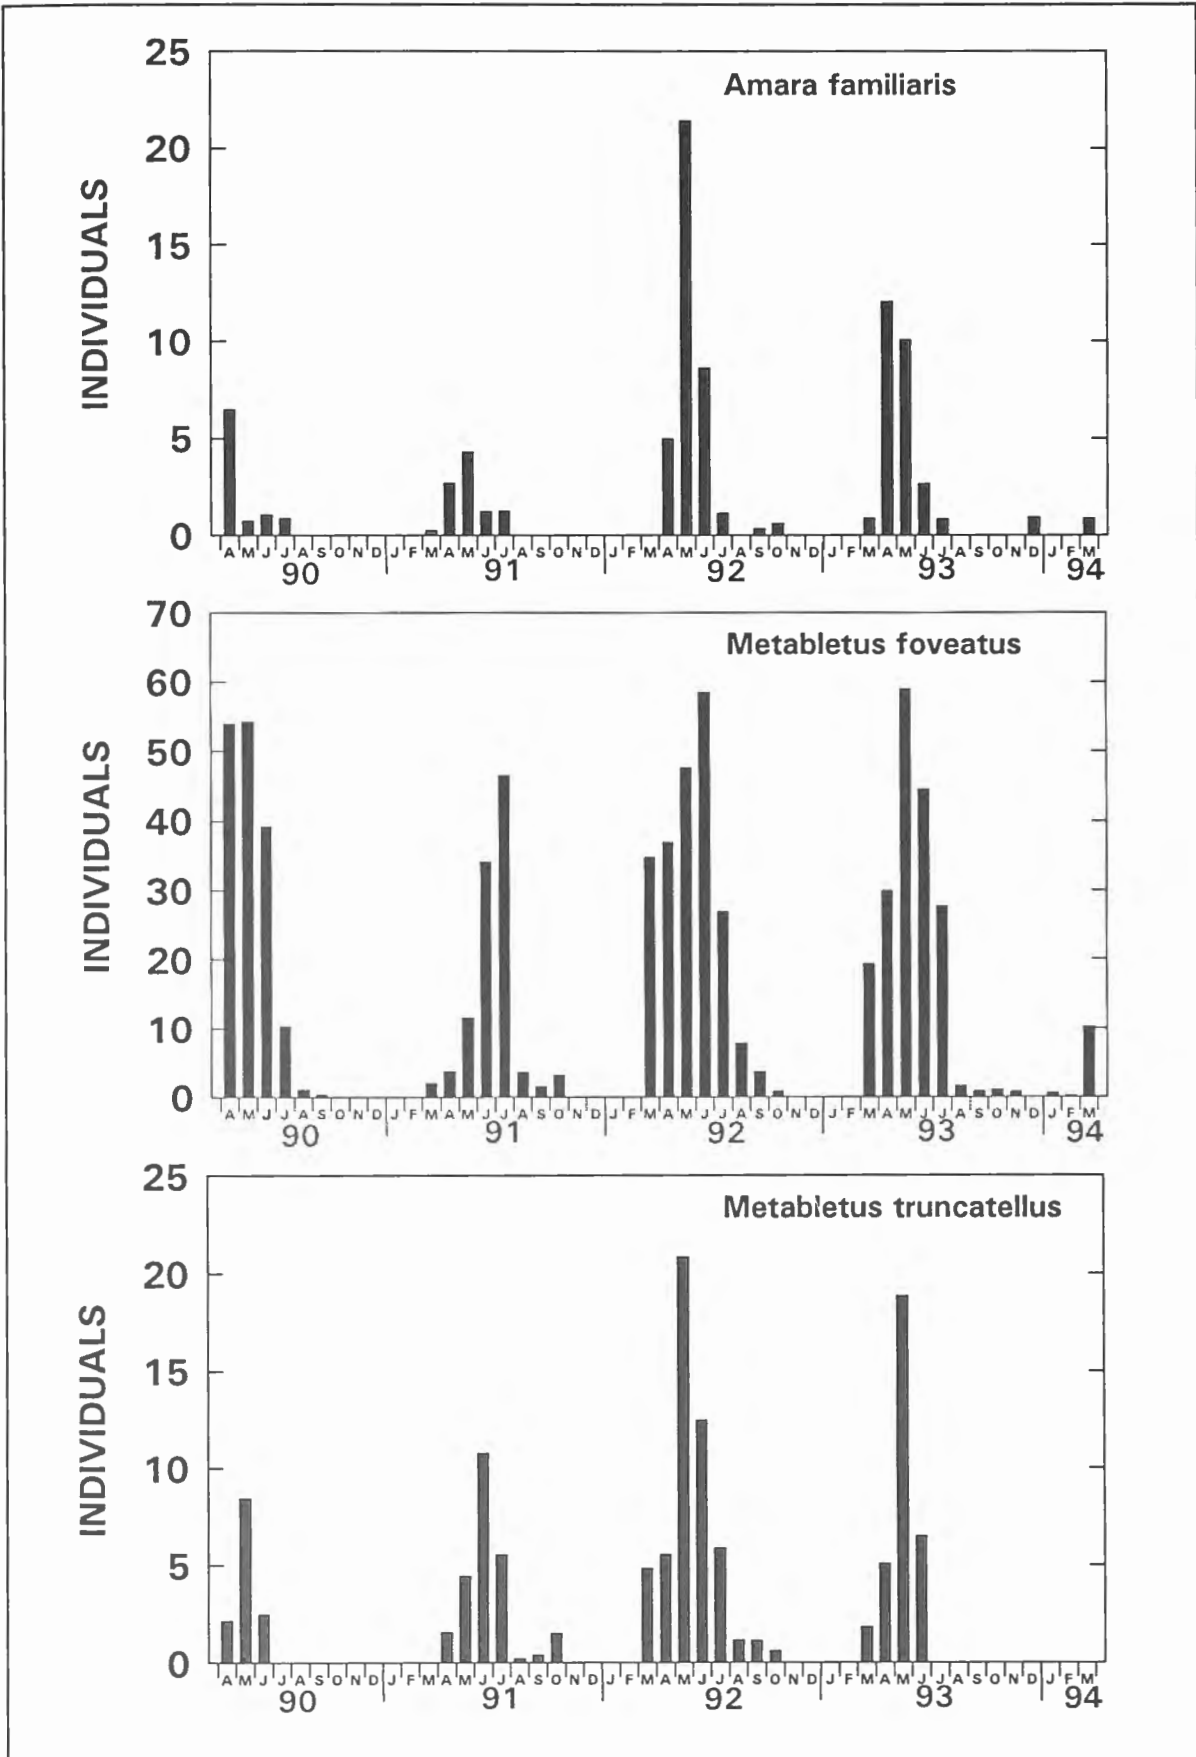 Amara familiaris
25
20
15
10
5
0
INDIVIDUALS
A M J J A S O N D J F M A M J J A S O N D J F M A M J J A S O N D J F M A M J J A S O N D J F M
90 91 92 93 94
Metabletus foveatus
70
60
50
40
30
20
10
0
INDIVIDUALS
A M J J A S O N D J F M A M J J A S O N D J F M A M J J A S O N D J F M A M J J A S O N D J F M
90 91 92 93 94
Metabletus truncatellus
25
20
15
10
5
0
INDIVIDUALS
A M J J A S O N D J F M A M J J A S O N D J F M A M J J A S O N D J F M A M J J A S O N D J F M
90 91 92 93 94